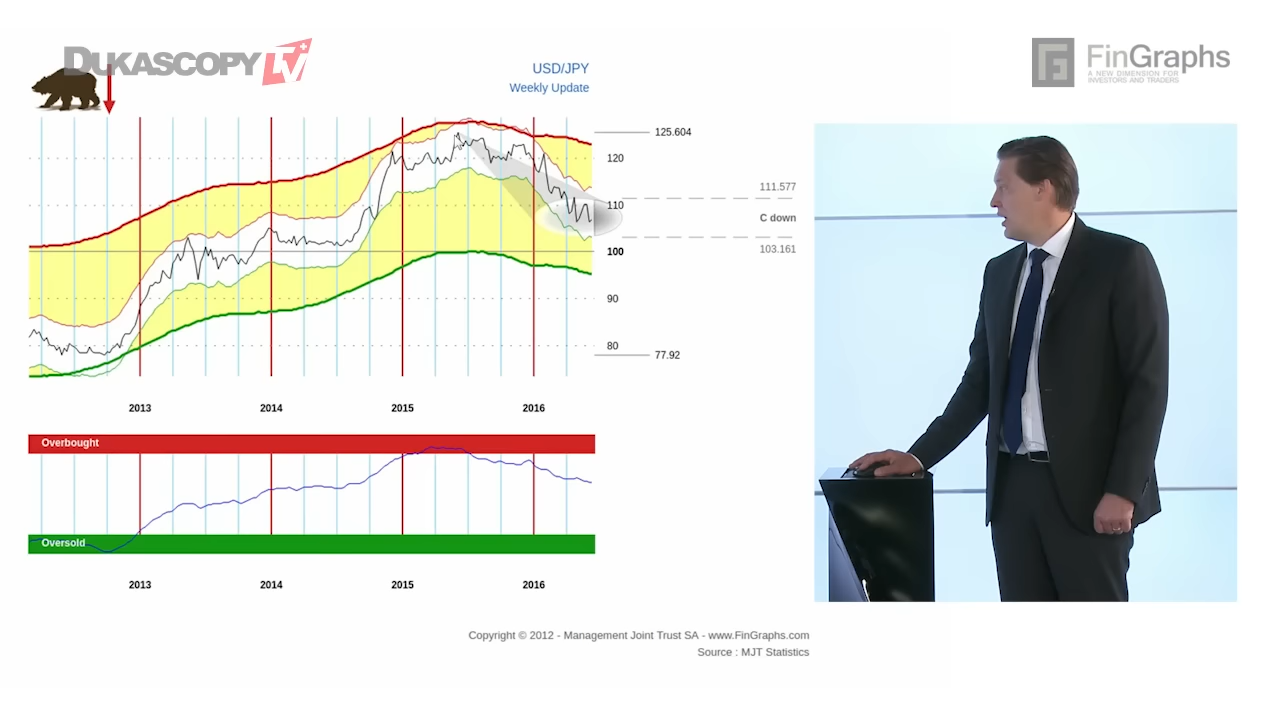 DUKASCOPY TV
FinGraphs
A NEW DIMENSION FOR
INVESTORS AND TRADERS
USD/JPY
Weekly Update
125.604
120
111.577
110
C down
100
103.161
90
80
77.92
2013 2014 2015 2016
Overbought
Oversold
2013 2014 2015 2016
Copyright © 2012 - Management Joint Trust SA - www.FinGraphs.com
Source : MJT Statistics